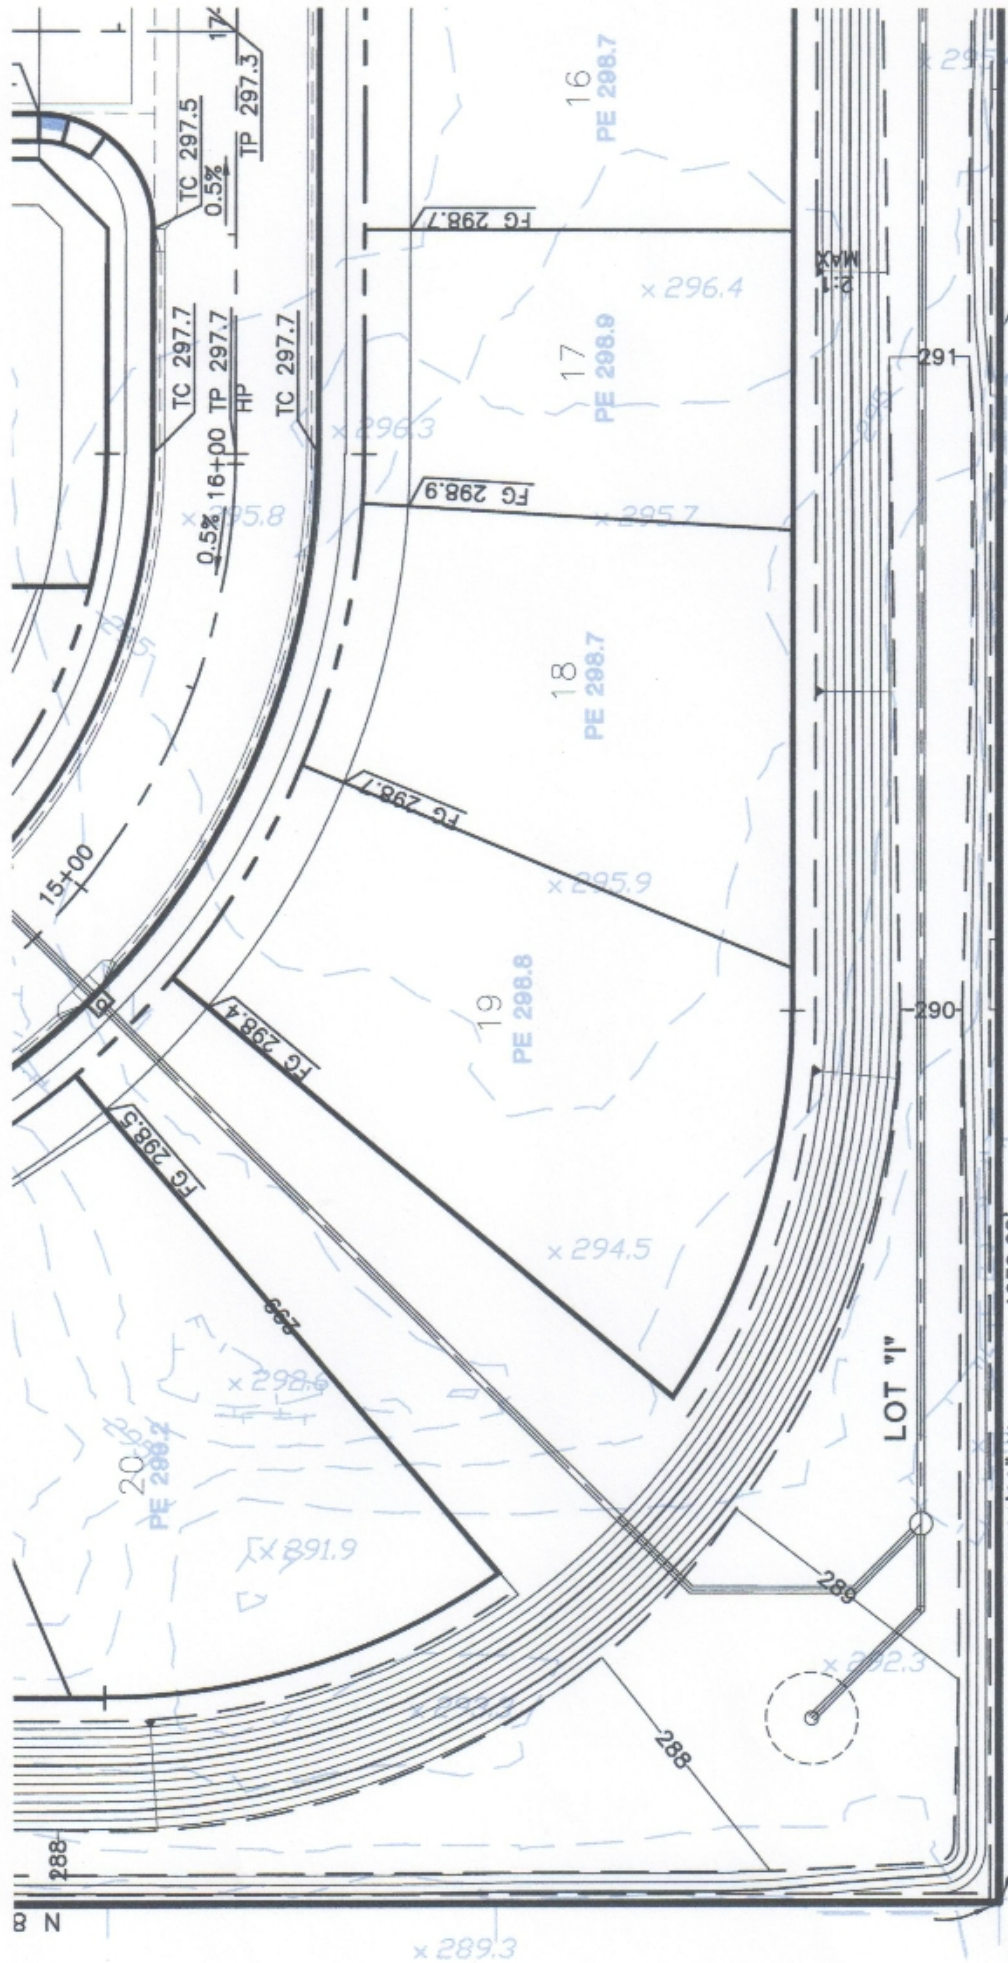 17
TP 297.3
TC 297.5
0.5%
TC 297.7
TP 297.7
HP
16+00
0.5%
TC 297.7
15+00
16
PE 298.7
FG 298.7
× 296.4
17
PE 298.9
× 296.3
FG 298.9
× 295.8
× 295.7
2:1
MAX
291
295
18
PE 298.7
FG 298.7
× 295.9
19
PE 298.8
FG 298.4
290
FG 298.5
299
× 294.5
× 298.6
20
PE 299.2
× 291.9
LOT "I"
289
× 292.3
288
288
N 8
× 289.3